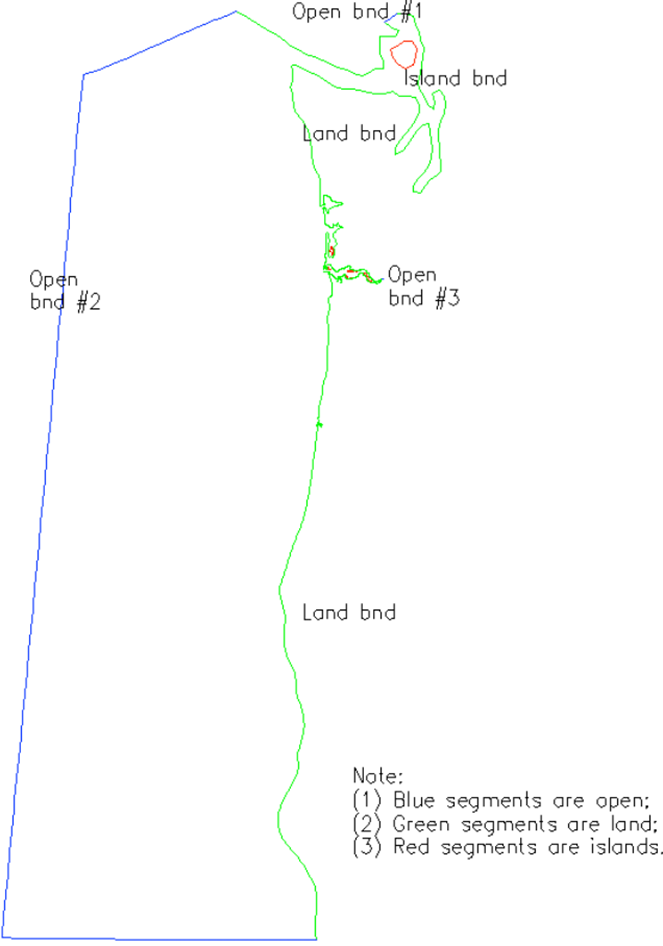 Open bnd #1
Island bnd
Land bnd
Open
bnd #2
Open
bnd #3
Land bnd
Note:
(1) Blue segments are open;
(2) Green segments are land;
(3) Red segments are islands.